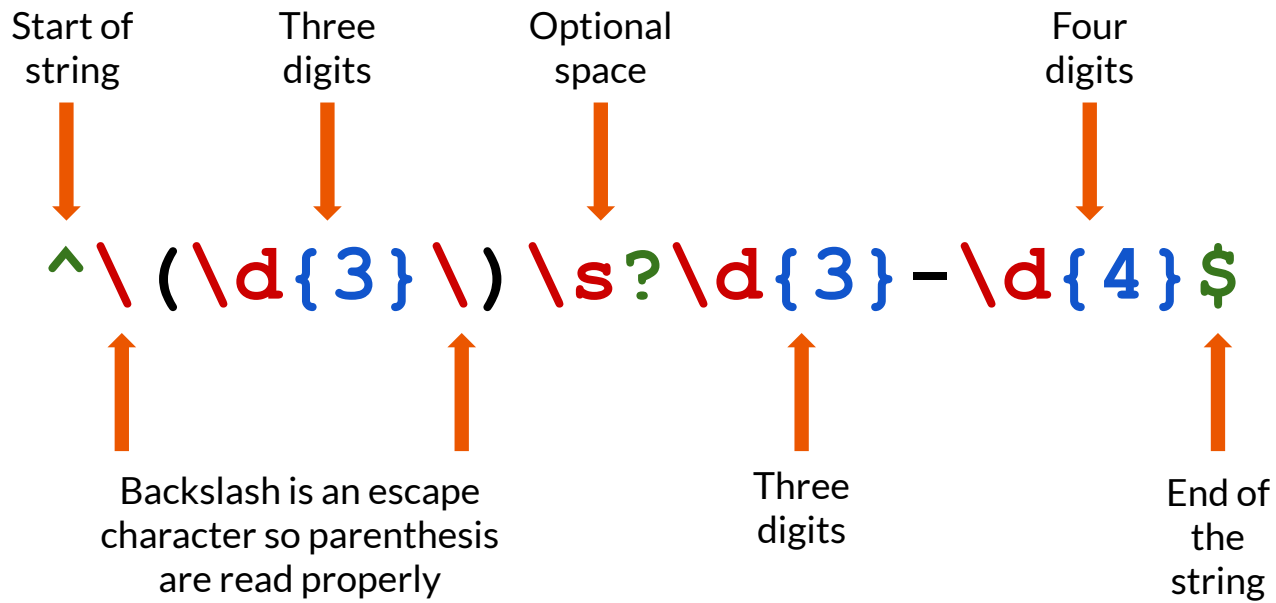 Start of
string
Three
digits
Optional
space
Four
digits
^\(\d{3}\)\s?\d{3}-\d{4}$
Backslash is an escape
character so parenthesis
are read properly
Three
digits
End of
the
string